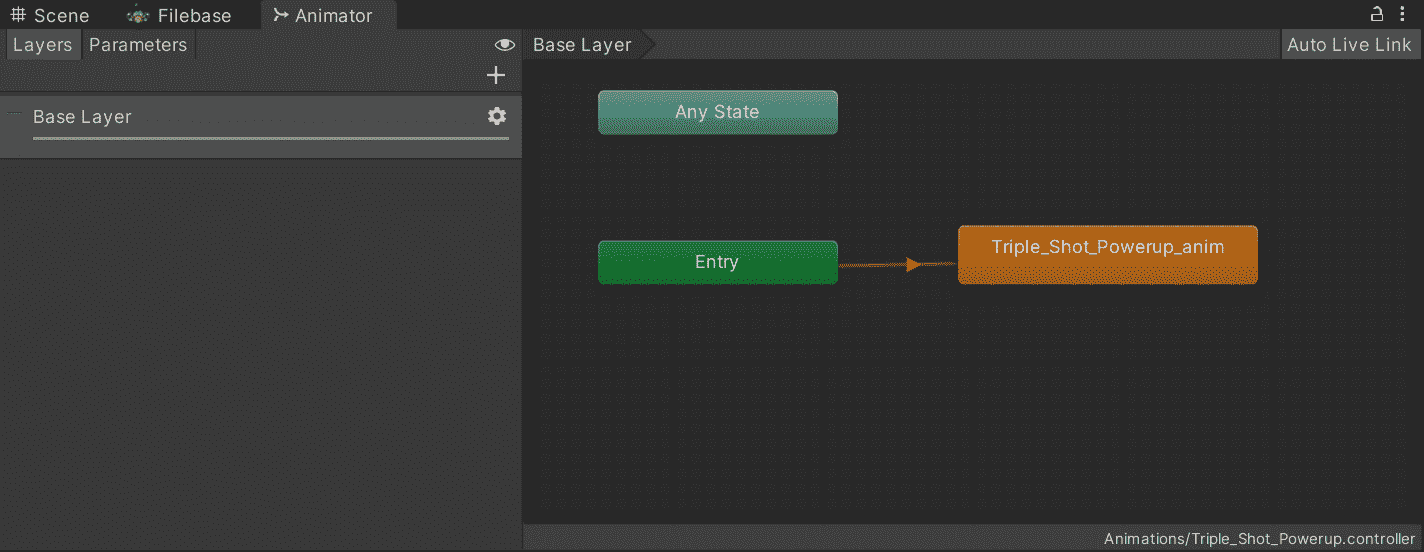 Scene Filebase Animator
Layers Parameters
Base Layer
Base Layer
Auto Live Link
Any State
Entry
Triple_Shot_Powerup_anim
Animations/Triple_Shot_Powerup.controller